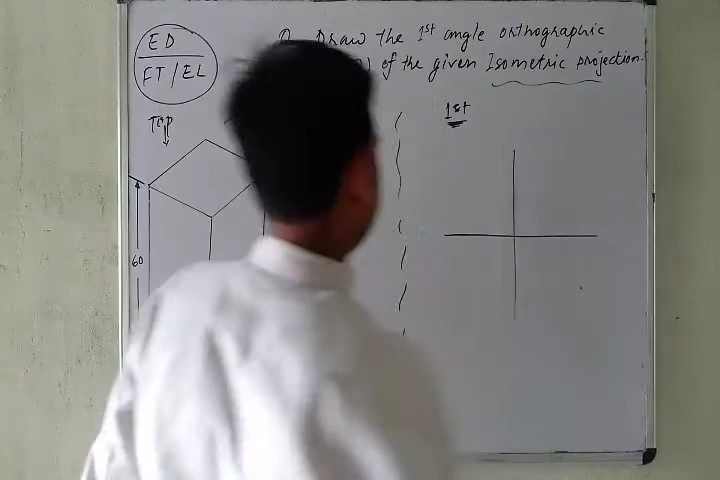 ED
FT/EL
Q. Draw the 1st angle orthographic
of the given Isometric projection.
TOP
1st
60